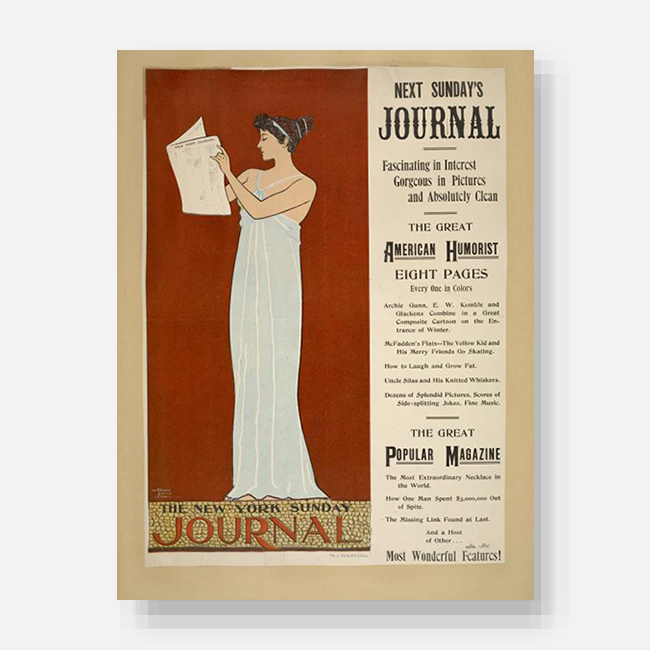 NEW YORK JOURNAL
THE NEW YORK SUNDAY
JOURNAL
NEXT SUNDAY'S
JOURNAL
Fascinating in Interest
Gorgeous in Pictures
and Absolutely Clean
THE GREAT
AMERICAN HUMORIST
EIGHT PAGES
Every One in Colors
Archie Gunn, E. W. Kemble and
Glackens Combine in a Great
Composite Cartoon on the En-
trance of Winter.
McFadden's Flats—The Yellow Kid and
His Merry Friends Go Skating.
How to Laugh and Grow Fat.
Uncle Silas and His Knitted Whiskers.
Dozens of Splendid Pictures, Scores of
Side-splitting Jokes, Fine Music.
THE GREAT
POPULAR MAGAZINE
The Most Extraordinary Necklace in
the World.
How One Man Spent $3,000,000 Out
of Spite.
The Missing Link Found at Last.
And a Host
of Other . . .
Most Wonderful Features!